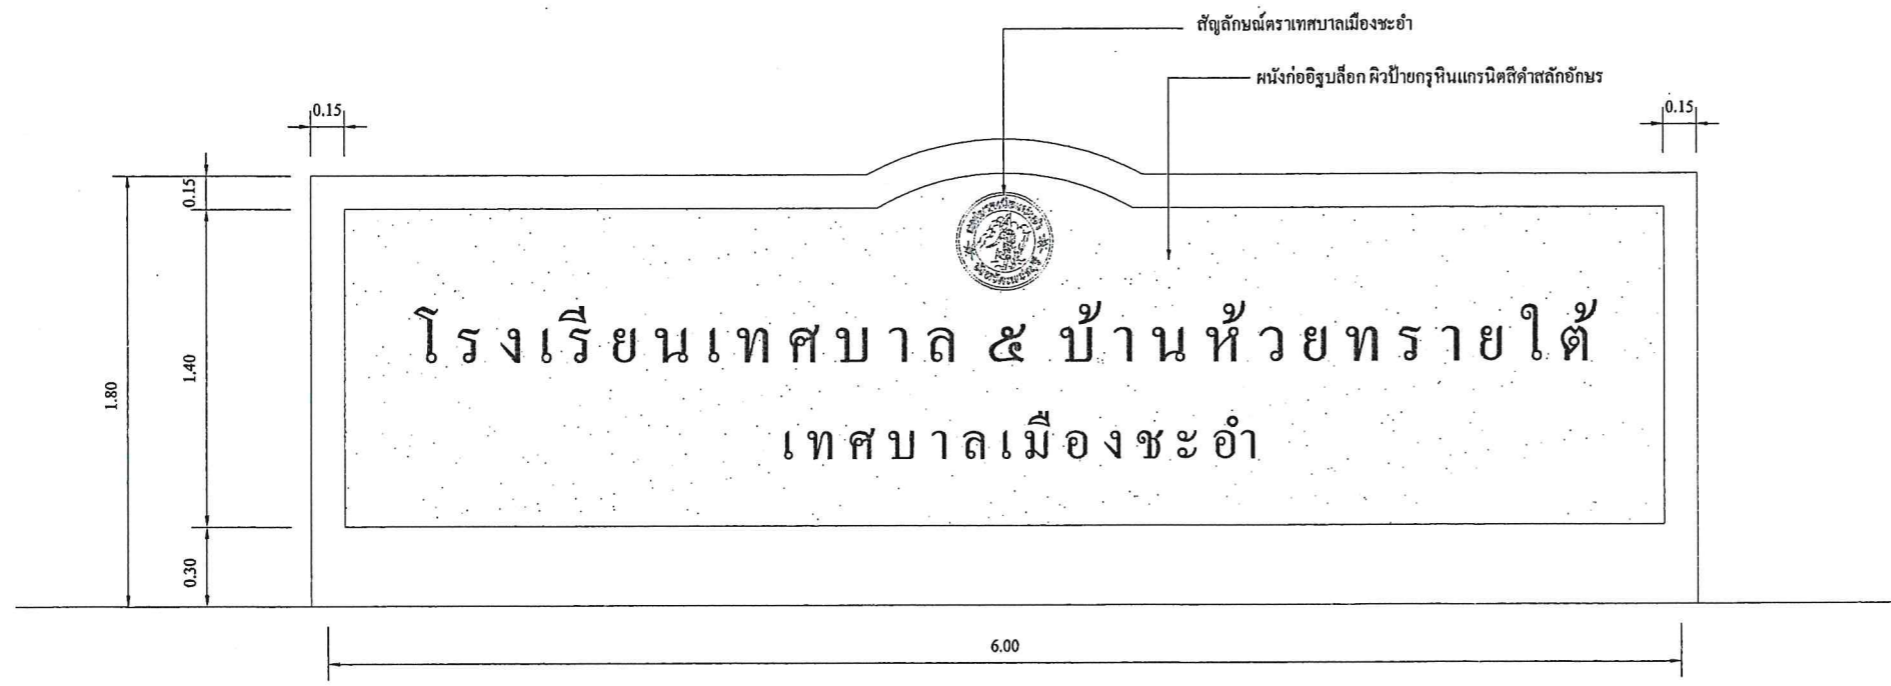 สัญลักษณ์ตราเทศบาลเมืองชะอำ
ผนังก่ออิฐบล็อก ผิวป้ายกรุหินแกรนิตสีดำสลักอักษร
0.15
0.15
0.15
1.40
1.80
0.30
โรงเรียนเทศบาล ๕ บ้านห้วยทรายใต้
เทศบาลเมืองชะอำ
6.00